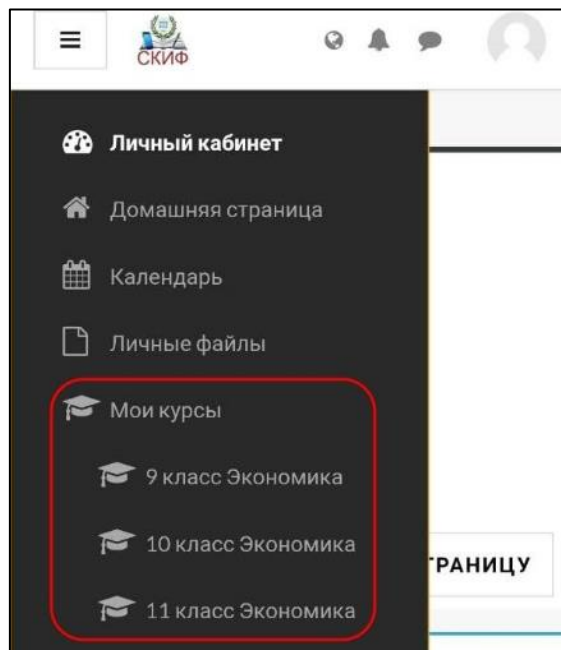 СКИФ
Личный кабинет
Домашняя страница
Календарь
Личные файлы
Мои курсы
9 класс Экономика
10 класс Экономика
РАНИЦУ
11 класс Экономика